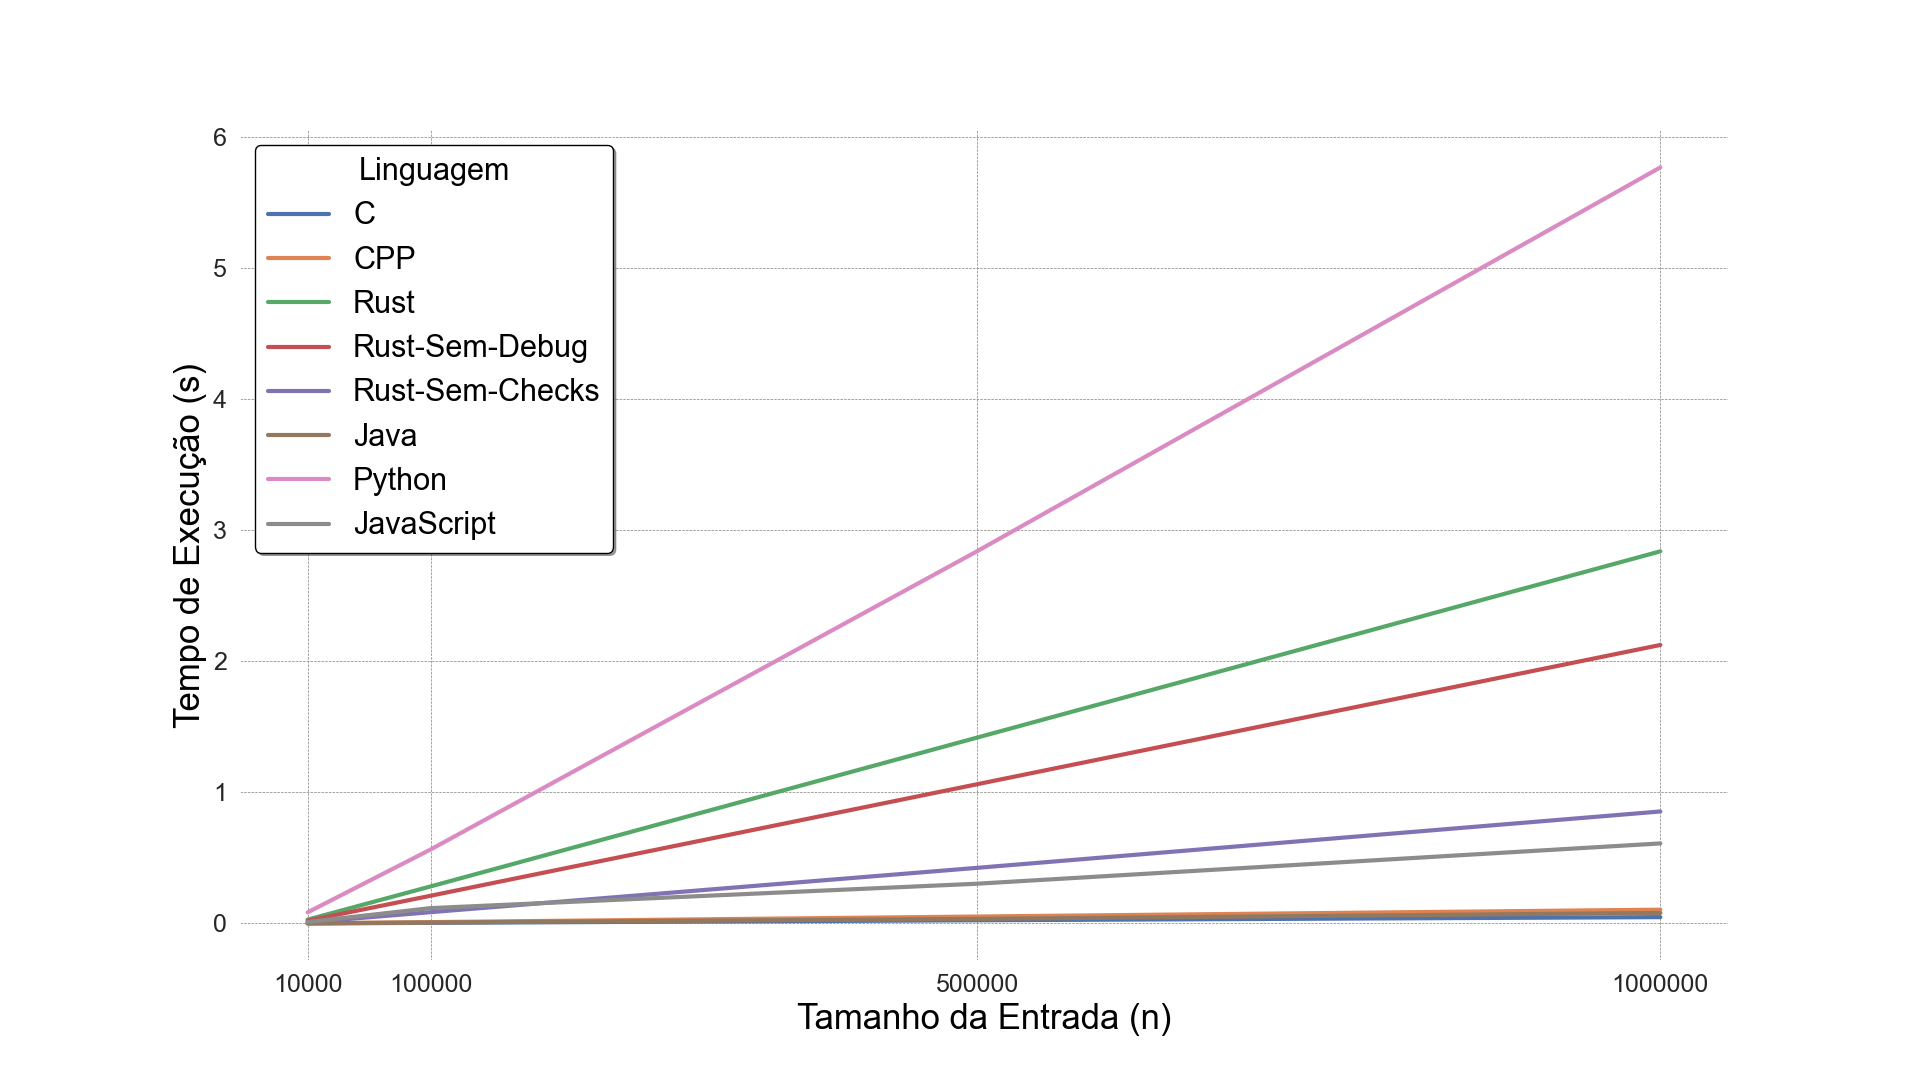 Linguagem
C
CPP
Rust
Rust-Sem-Debug
Rust-Sem-Checks
Java
Python
JavaScript
Tempo de Execução (s)
6
5
4
3
2
1
0
10000 100000 500000 1000000
Tamanho da Entrada (n)